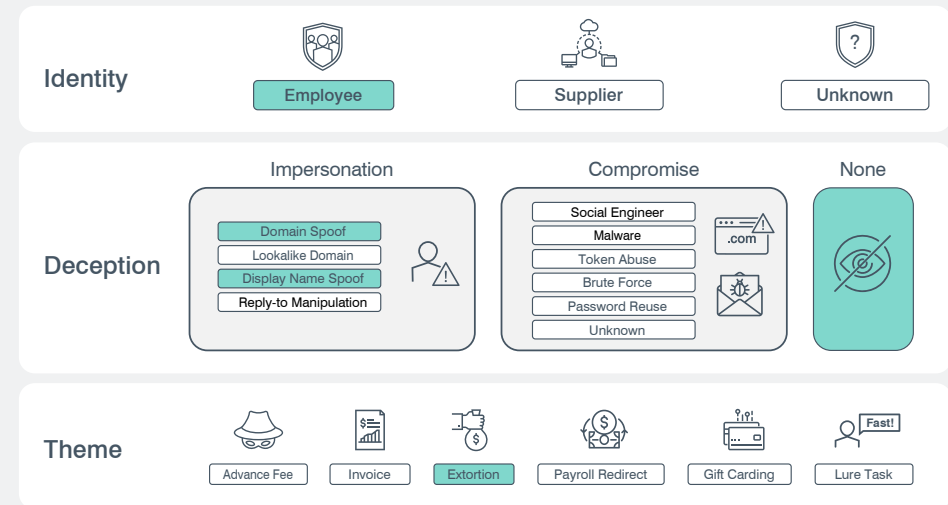 Identity
?
Employee
Supplier
Unknown
Deception
Impersonation
Domain Spoof
Lookalike Domain
Display Name Spoof
Reply-to Manipulation
!
Compromise
Social Engineer
Malware
Token Abuse
Brute Force
Password Reuse
Unknown
!
.com
None
Theme
$
$
$
Fast!
Advance Fee
Invoice
Extortion
Payroll Redirect
Gift Carding
Lure Task